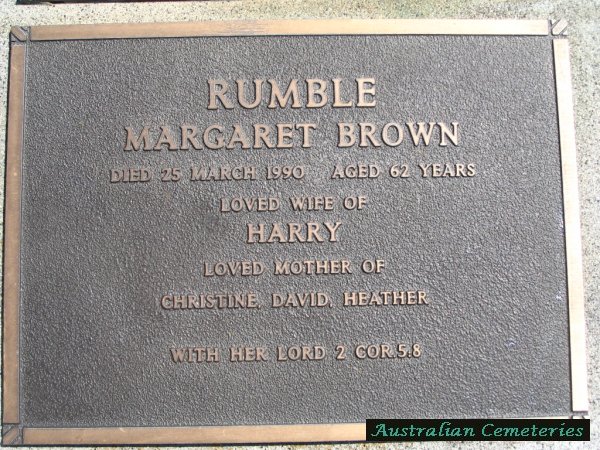 RUMBLE
MARGARET BROWN
DIED 25 MARCH 1990 AGED 62 YEARS
LOVED WIFE OF
HARRY
LOVED MOTHER OF
CHRISTINE, DAVID, HEATHER
WITH HER LORD 2 COR.5:8
Australian Cemeteries